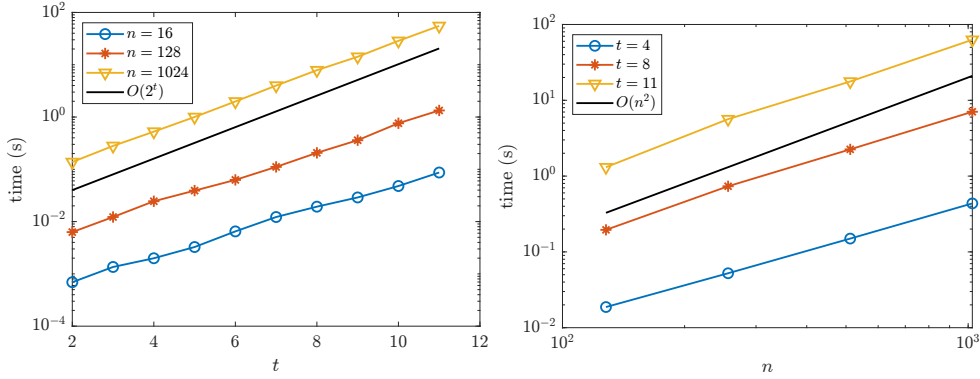 10^2
10^0
10^{-2}
10^{-4}
time (s)
n = 16
n = 128
n = 1024
O(2^t)
2
4
6
8
10
12
t
10^2
10^1
10^0
10^{-1}
10^{-2}
time (s)
t = 4
t = 8
t = 11
O(n^2)
10^2
10^3
n